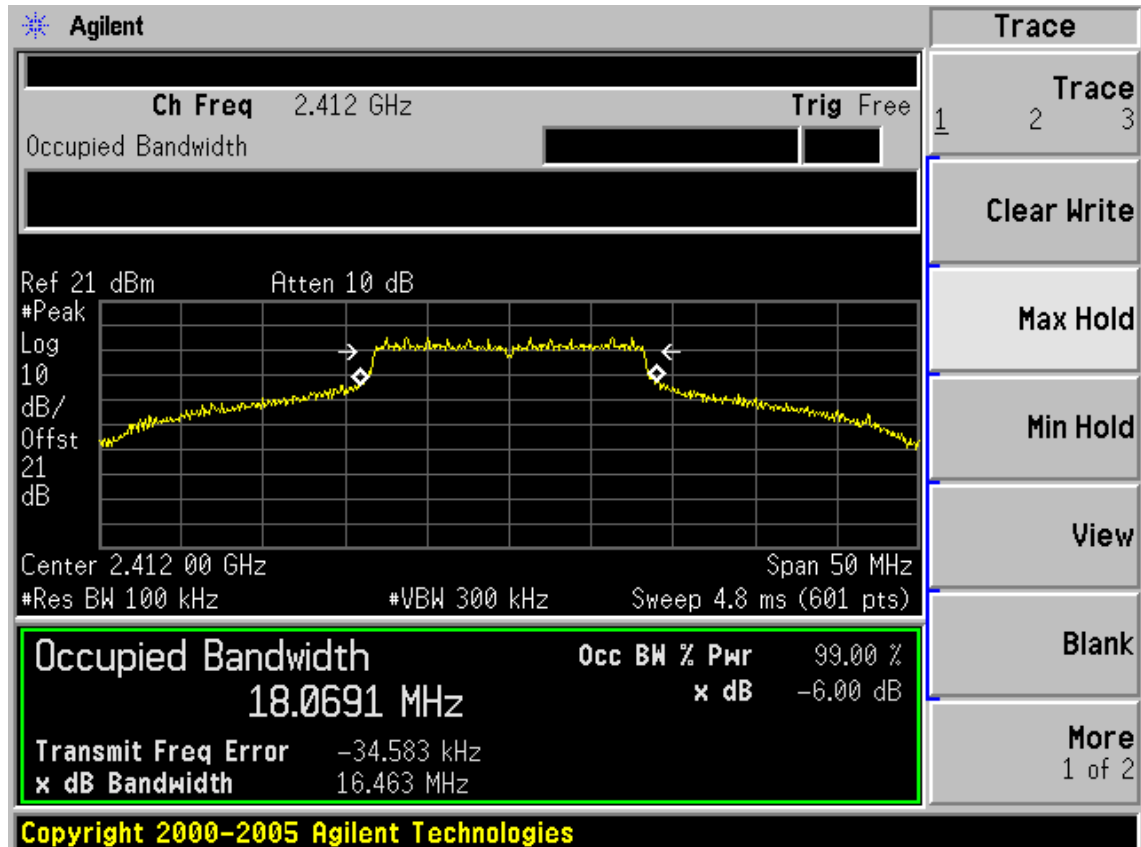 Agilent
Ch Freq 2.412 GHz Trig Free
Occupied Bandwidth
Ref 21 dBm Atten 10 dB
#Peak
Log
10
dB/
Offst
21
dB
Center 2.412 00 GHz Span 50 MHz
#Res BW 100 kHz #VBW 300 kHz Sweep 4.8 ms (601 pts)
Occupied Bandwidth
18.0691 MHz
Occ BW % Pwr 99.00 %
x dB -6.00 dB
Transmit Freq Error -34.583 kHz
x dB Bandwidth 16.463 MHz
Copyright 2000-2005 Agilent Technologies
Trace
Trace
1 2 3
Clear Write
Max Hold
Min Hold
View
Blank
More
1 of 2